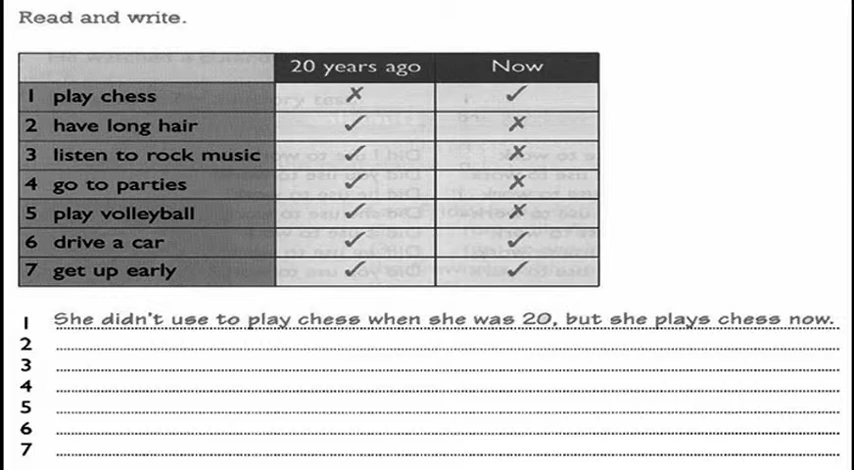 Read and write.
20 years ago Now
1 play chess ✗ ✓
2 have long hair ✓ ✗
3 listen to rock music ✓ ✗
4 go to parties ✓ ✗
5 play volleyball ✓ ✗
6 drive a car ✓ ✓
7 get up early ✓ ✓
1 She didn't use to play chess when she was 20, but she plays chess now.
2
3
4
5
6
7